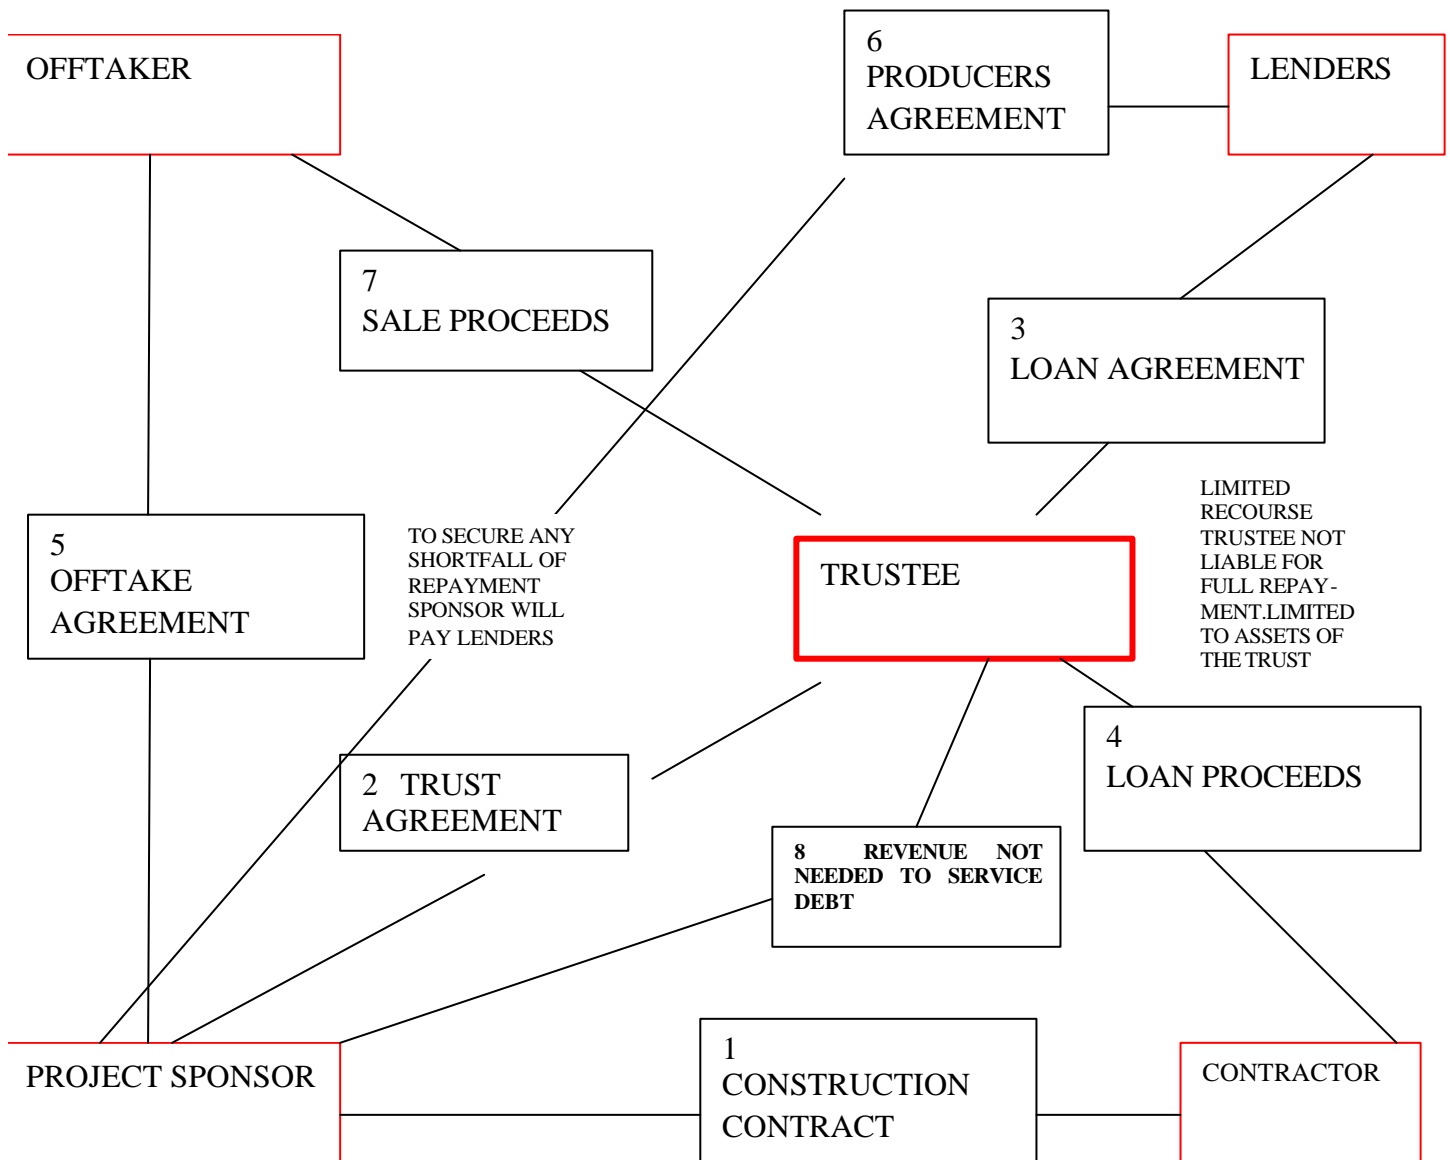 OFFTAKER
6
PRODUCERS
AGREEMENT
LENDERS
7
SALE PROCEEDS
3
LOAN AGREEMENT
5
OFFTAKE
AGREEMENT
TO SECURE ANY
SHORTFALL OF
REPAYMENT
SPONSOR WILL
PAY LENDERS
TRUSTEE
LIMITED
RECOURSE
TRUSTEE NOT
LIABLE FOR
FULL REPAY-
MENT.LIMITED
TO ASSETS OF
THE TRUST
2 TRUST
AGREEMENT
4
LOAN PROCEEDS
8 REVENUE NOT
NEEDED TO SERVICE
DEBT
PROJECT SPONSOR
1
CONSTRUCTION
CONTRACT
CONTRACTOR